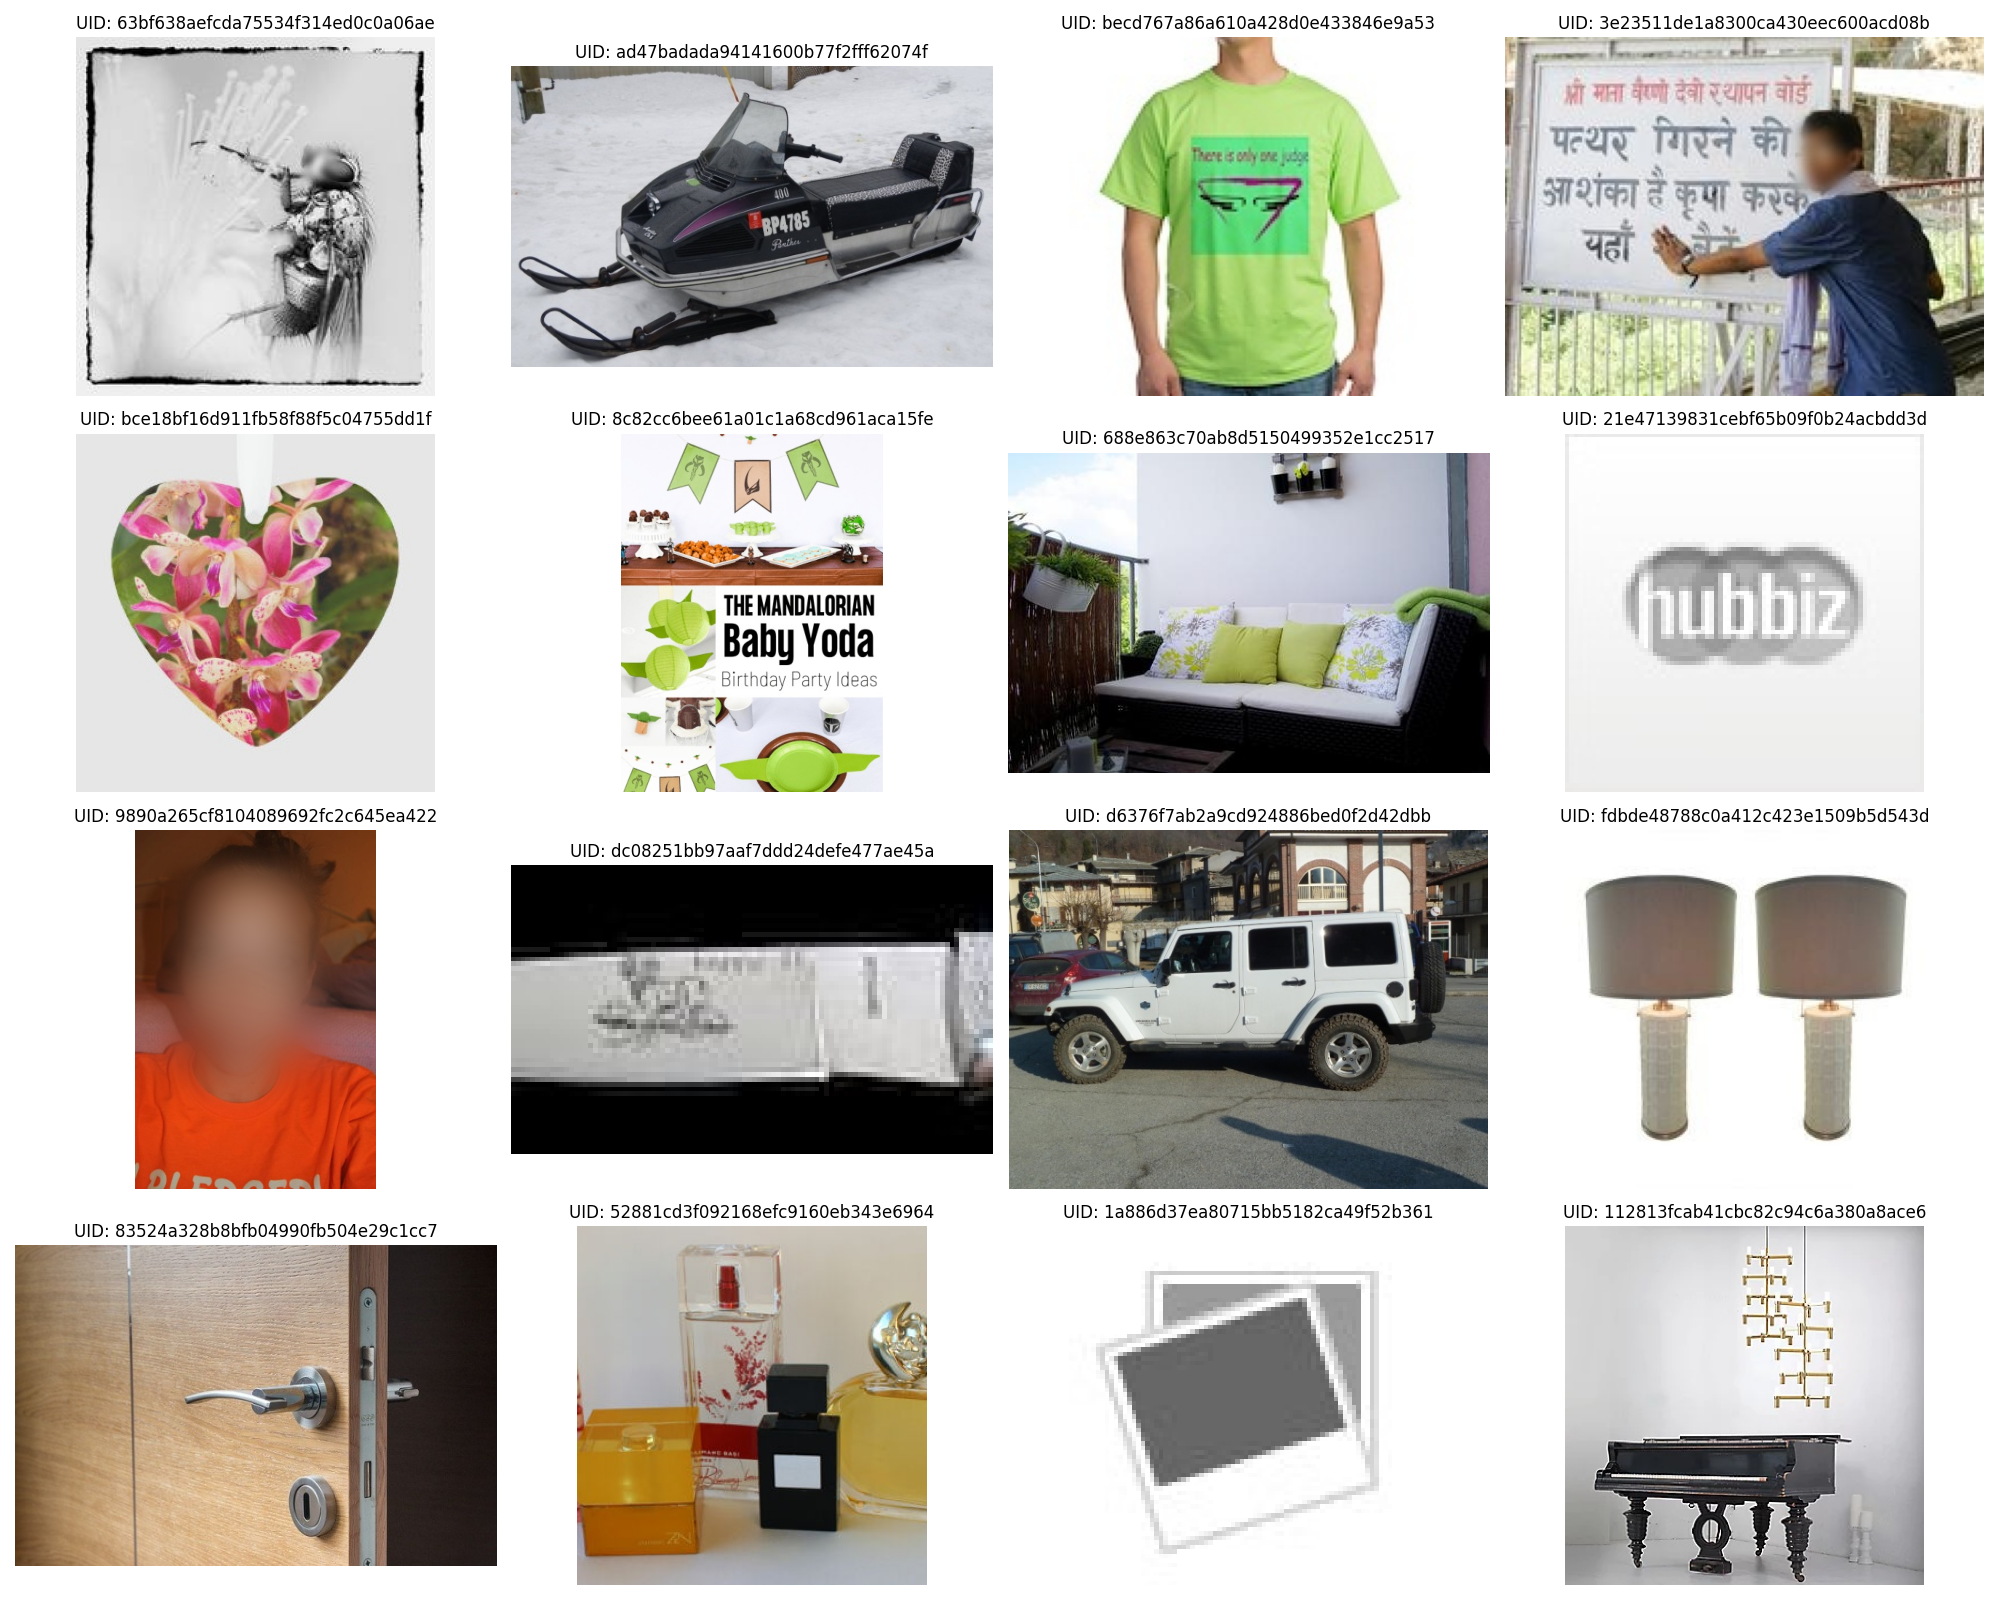 UID: 63bf638aefcda75534f314ed0c0a06ae
UID: ad47badada94141600b77f2fff62074f
400
BP4785
Panther
UID: becd767a86a610a428d0e433846e9a53
There is only one judge
UID: 3e23511de1a8300ca430eec600acd08b
श्री माता वैष्णो देवी स्थापन बोर्ड
पत्थर गिरने की
आशंका है कृपा करके
यहाँ
UID: bce18bf16d911fb58f88f5c04755dd1f
UID: 8c82cc6bee61a01c1a68cd961aca15fe
THE MANDALORIAN
Baby Yoda
Birthday Party Ideas
UID: 688e863c70ab8d5150499352e1cc2517
UID: 21e47139831cebf65b09f0b24acbdd3d
hubbiz
UID: 9890a265cf8104089692fc2c645ea422
UID: dc08251bb97aaf7ddd24defe477ae45a
UID: d6376f7ab2a9cd924886bed0f2d42dbb
UID: fdbde48788c0a412c423e1509b5d543d
UID: 83524a328b8bfb04990fb504e29c1cc7
UID: 52881cd3f092168efc9160eb343e6964
ZEN
UID: 1a886d37ea80715bb5182ca49f52b361
UID: 112813fcab41cbc82c94c6a380a8ace6